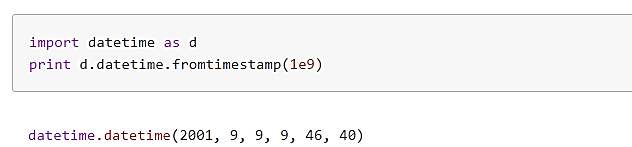 import datetime as d
print d.datetime.fromtimestamp(1e9)
datetime.datetime(2001, 9, 9, 9, 46, 40)